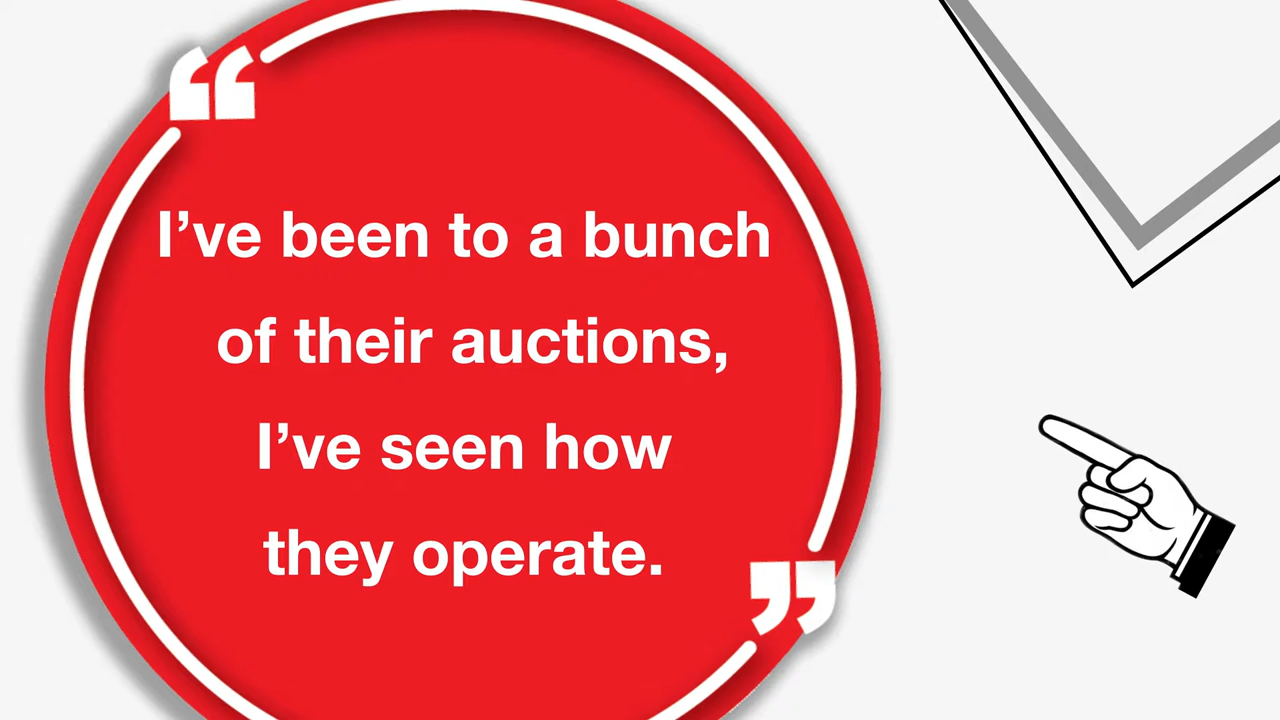 “
I’ve been to a bunch
of their auctions,
I’ve seen how
they operate.
”